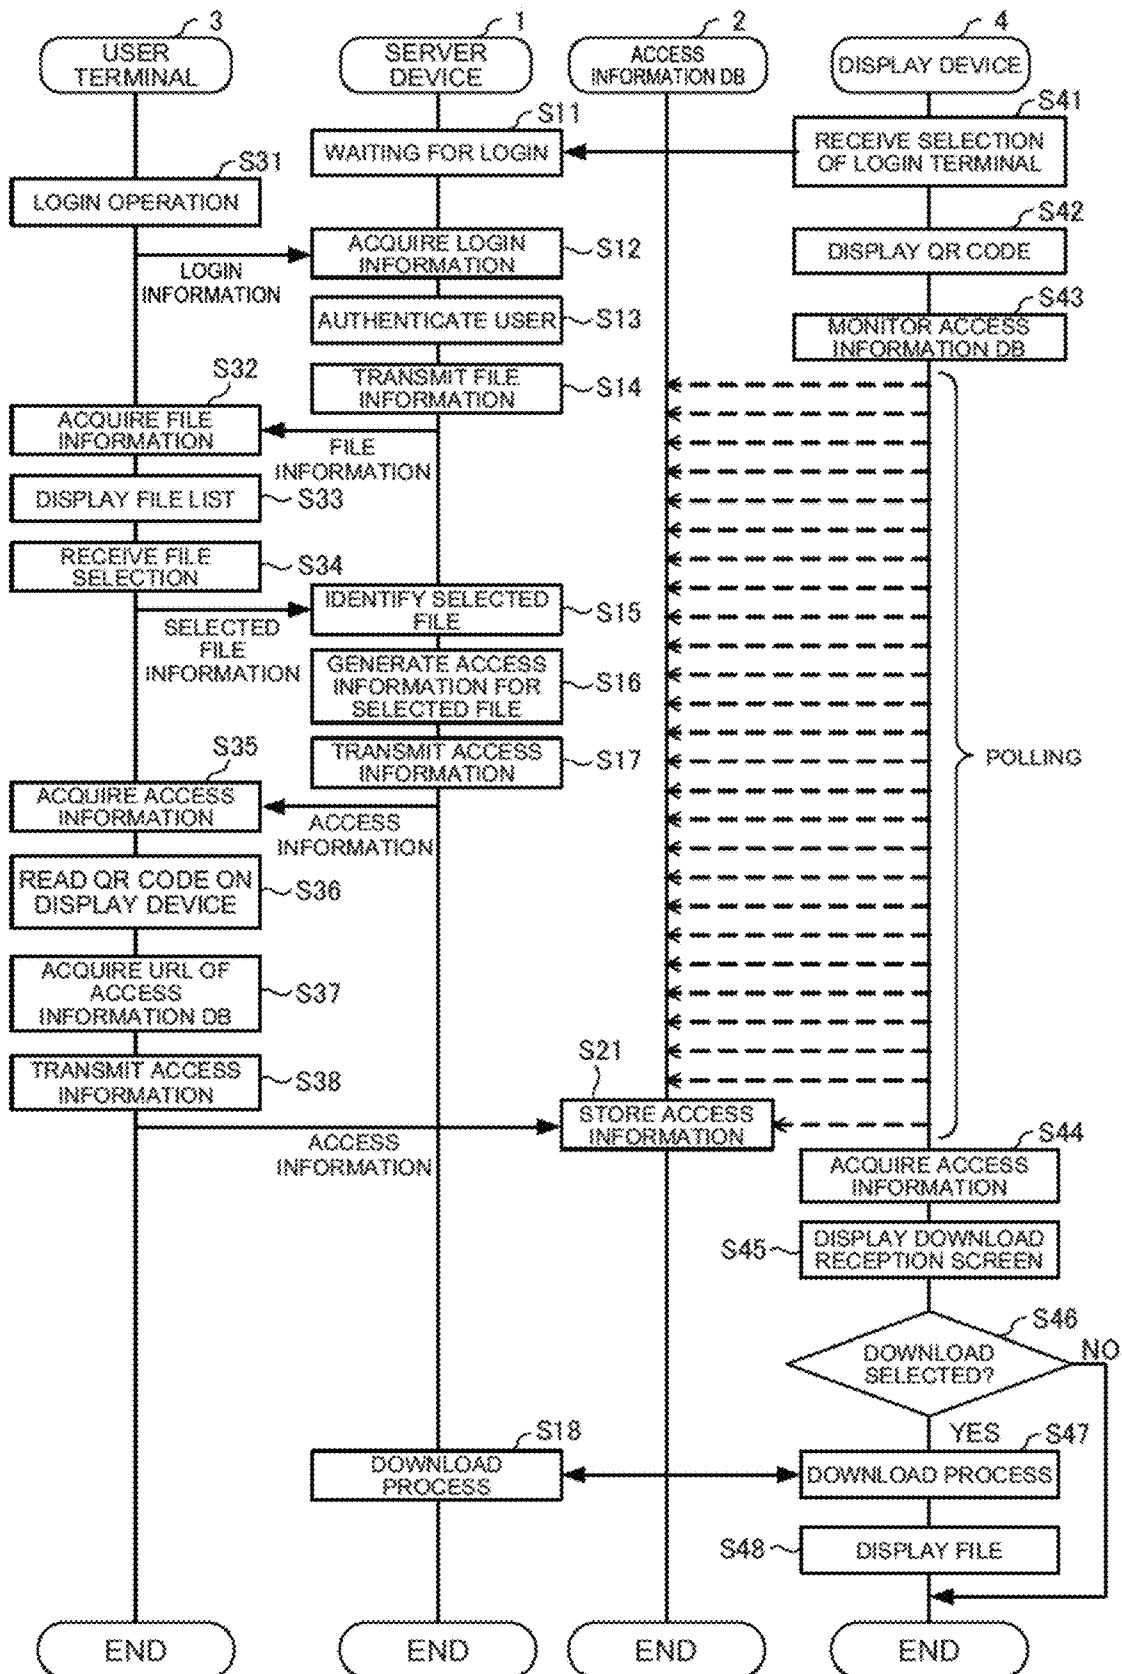 3
1
2
4
USER
TERMINAL
SERVER
DEVICE
ACCESS
INFORMATION DB
DISPLAY DEVICE
S11
WAITING FOR LOGIN
S41
RECEIVE SELECTION
OF LOGIN TERMINAL
S31
LOGIN OPERATION
S42
DISPLAY QR CODE
LOGIN
INFORMATION
ACQUIRE LOGIN
INFORMATION
S12
S43
MONITOR ACCESS
INFORMATION DB
AUTHENTICATE USER
S13
TRANSMIT FILE
INFORMATION
S14
S32
ACQUIRE FILE
INFORMATION
FILE
INFORMATION
DISPLAY FILE LIST
S33
RECEIVE FILE
SELECTION
S34
SELECTED
FILE
INFORMATION
IDENTIFY SELECTED
FILE
S15
GENERATE ACCESS
INFORMATION FOR
SELECTED FILE
S16
TRANSMIT ACCESS
INFORMATION
S17
POLLING
S35
ACQUIRE ACCESS
INFORMATION
ACCESS
INFORMATION
READ QR CODE ON
DISPLAY DEVICE
S36
ACQUIRE URL OF
ACCESS
INFORMATION DB
S37
TRANSMIT ACCESS
INFORMATION
S38
ACCESS
INFORMATION
S21
STORE ACCESS
INFORMATION
S44
ACQUIRE ACCESS
INFORMATION
S45
DISPLAY DOWNLOAD
RECEPTION SCREEN
S46
DOWNLOAD
SELECTED?
NO
YES
S18
DOWNLOAD
PROCESS
S47
DOWNLOAD PROCESS
S48
DISPLAY FILE
END
END
END
END